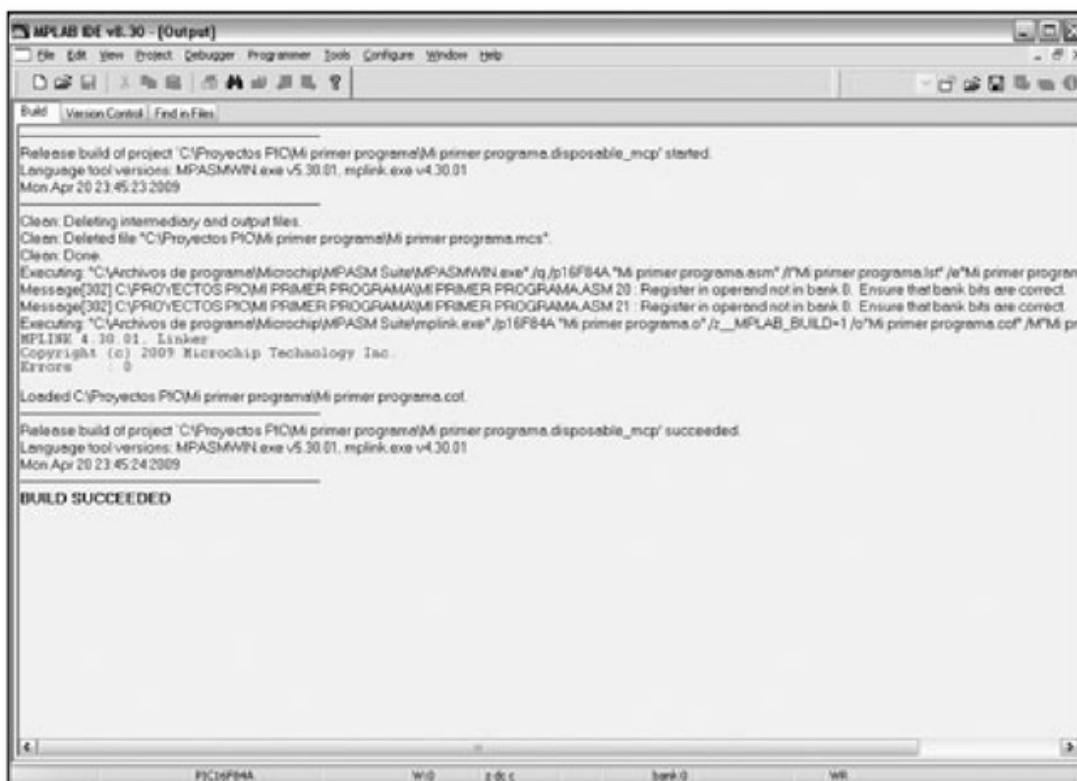 MPLAB IDE v8.30 - [Output]
File Edit View Project Debugger Programmer Tools Configure Window Help
Build Version Control Find in Files
Release build of project `C:\Proyectos PIC\Mi primer programa\Mi primer programa.disposable_mcp' started.
Language tool versions: MPASMWIN.exe v5.30.01, mplink.exe v4.30.01
Mon Apr 20 23:45:23 2009
Clean: Deleting intermediary and output files.
Clean: Deleted file "C:\Proyectos PIC\Mi primer programa\Mi primer programa.mcs".
Clean: Done.
Executing: "C:\Archivos de programa\Microchip\MPASM Suite\MPASMWIN.exe" /q /p16F84A "Mi primer programa.asm" /l"Mi primer programa.lst" /e"Mi primer program
Message[302] C:\PROYECTOS PIC\MI PRIMER PROGRAMA\MI PRIMER PROGRAMA.ASM 20 : Register in operand not in bank 0. Ensure that bank bits are correct.
Message[302] C:\PROYECTOS PIC\MI PRIMER PROGRAMA\MI PRIMER PROGRAMA.ASM 21 : Register in operand not in bank 0. Ensure that bank bits are correct.
Executing: "C:\Archivos de programa\Microchip\MPASM Suite\mplink.exe" /p16F84A "Mi primer programa.o" /z__MPLAB_BUILD=1 /o"Mi primer programa.cof" /M"Mi pri
MPLINK 4.30.01, Linker
Copyright (c) 2009 Microchip Technology Inc.
Errors : 0
Loaded C:\Proyectos PIC\Mi primer programa\Mi primer programa.cof.
Release build of project `C:\Proyectos PIC\Mi primer programa\Mi primer programa.disposable_mcp' succeeded.
Language tool versions: MPASMWIN.exe v5.30.01, mplink.exe v4.30.01
Mon Apr 20 23:45:24 2009
BUILD SUCCEEDED
PIC16F84A W:0 z dc c bank 0 WR